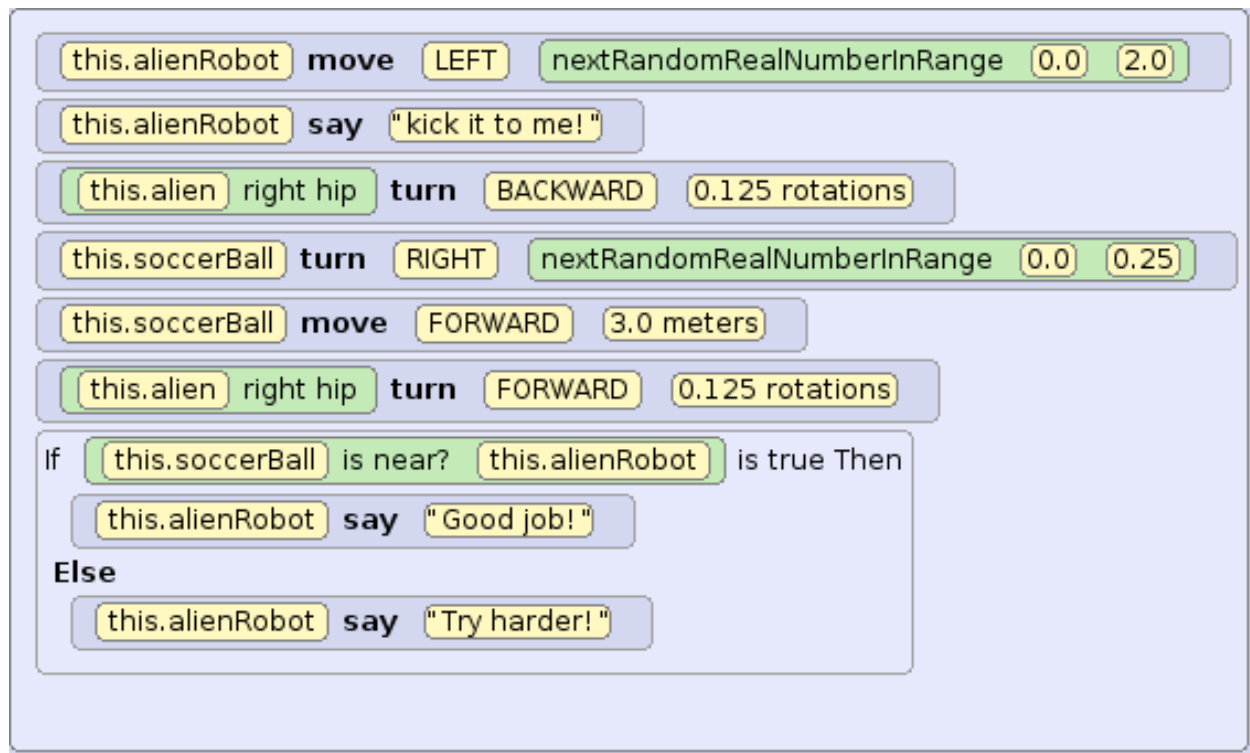 this.alienRobot move LEFT nextRandomRealNumberInRange 0.0 2.0
this.alienRobot say "kick it to me!"
this.alien right hip turn BACKWARD 0.125 rotations
this.soccerBall turn RIGHT nextRandomRealNumberInRange 0.0 0.25
this.soccerBall move FORWARD 3.0 meters
this.alien right hip turn FORWARD 0.125 rotations
If this.soccerBall is near? this.alienRobot is true Then
this.alienRobot say "Good job!"
Else
this.alienRobot say "Try harder!"